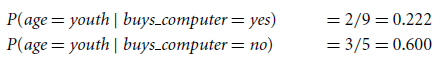 P(age = youth | buys_computer = yes) = 2/9 = 0.222
P(age = youth | buys_computer = no) = 3/5 = 0.600